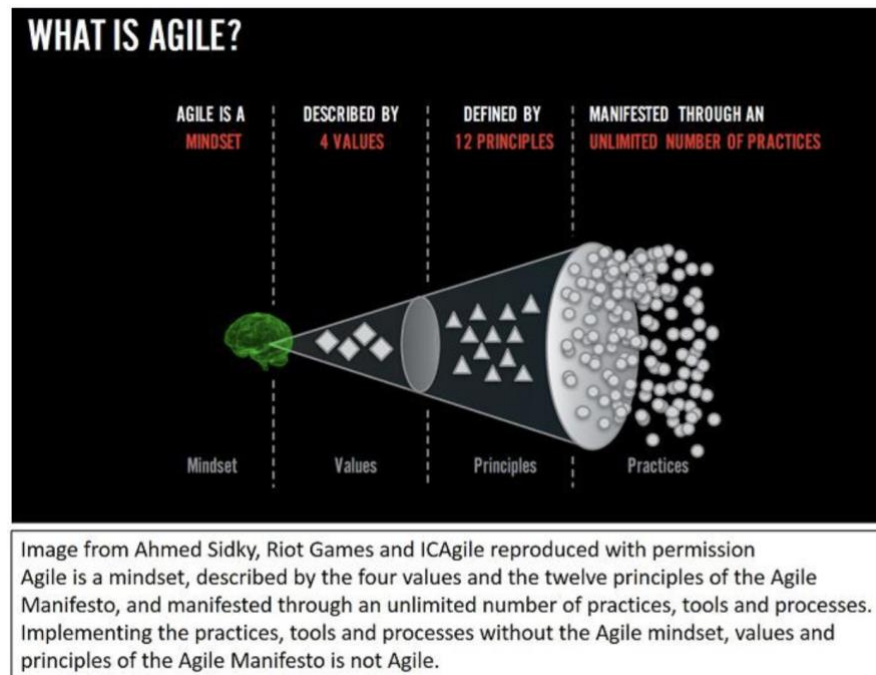 WHAT IS AGILE?
AGILE IS A
MINDSET
DESCRIBED BY
4 VALUES
DEFINED BY
12 PRINCIPLES
MANIFESTED THROUGH AN
UNLIMITED NUMBER OF PRACTICES
Mindset
Values
Principles
Practices
Image from Ahmed Sidky, Riot Games and ICAgile reproduced with permission
Agile is a mindset, described by the four values and the twelve principles of the Agile
Manifesto, and manifested through an unlimited number of practices, tools and processes.
Implementing the practices, tools and processes without the Agile mindset, values and
principles of the Agile Manifesto is not Agile.